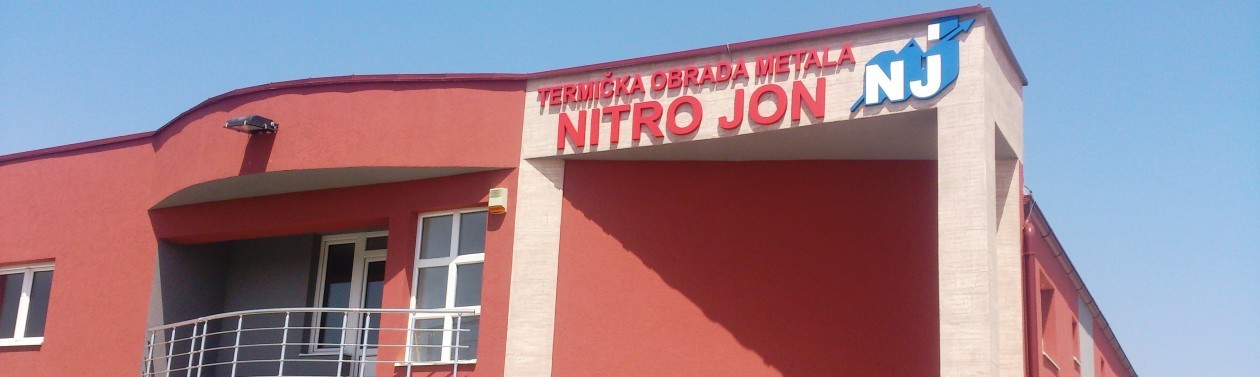 TERMIČKA OBRADA METALA
NITRO JON
NJ